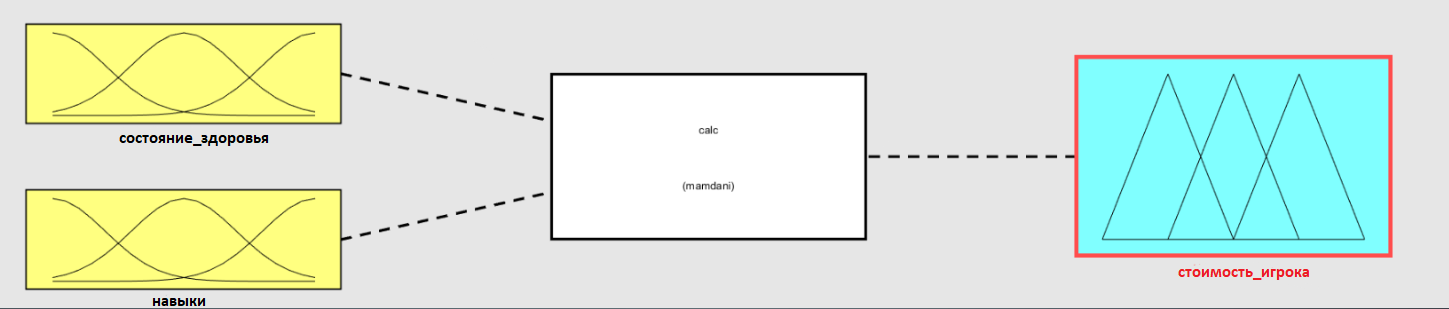 состояние_здоровья
calc
(mamdani)
стоимость_игрока
навыки